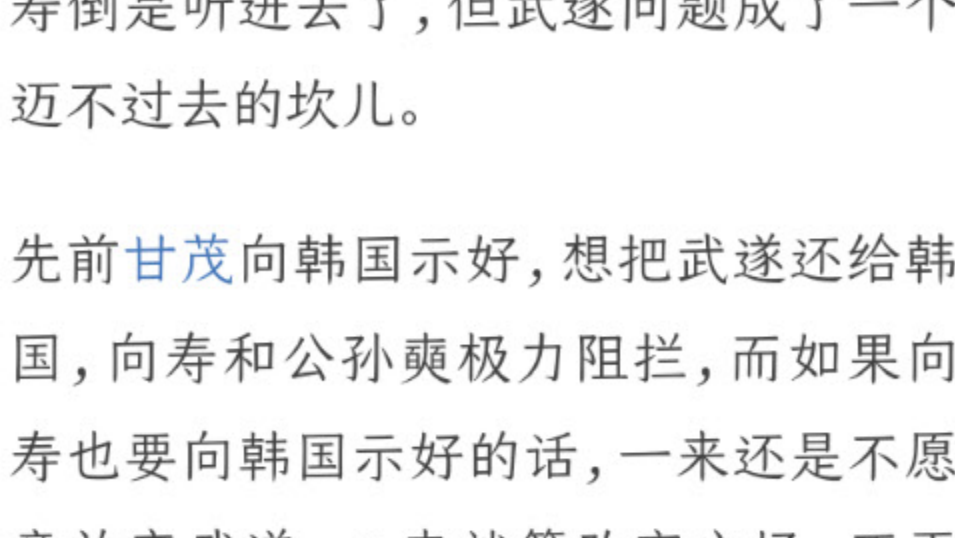 寿倒是听进去了，但武遂问题成了一个
迈不过去的坎儿。
先前甘茂向韩国示好，想把武遂还给韩
国，向寿和公孙奭极力阻拦，而如果向
寿也要向韩国示好的话，一来还是不愿